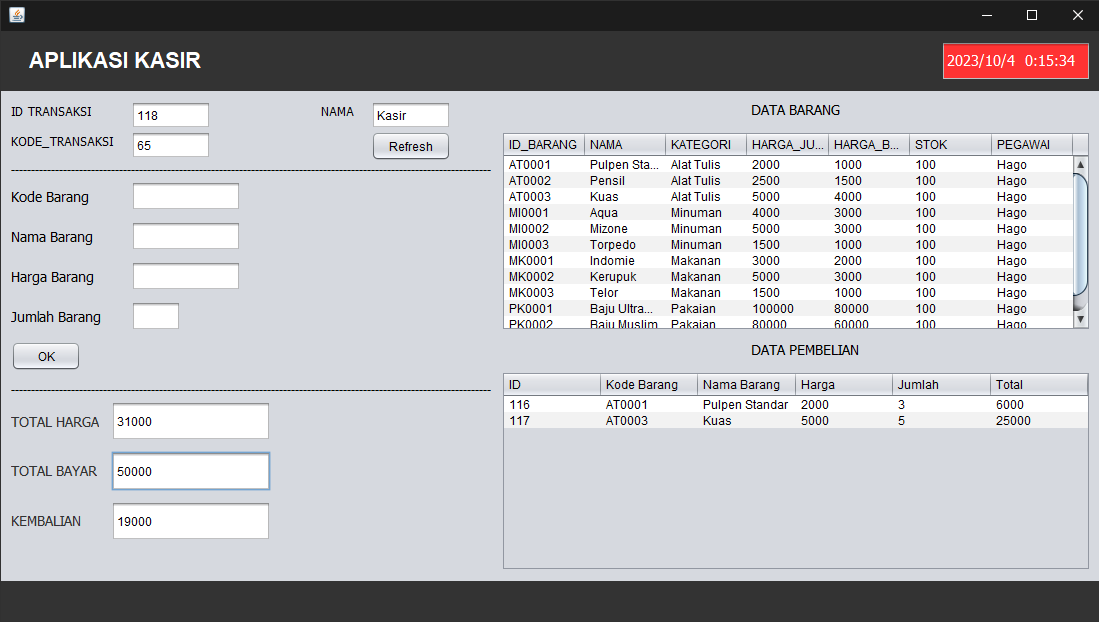 APLIKASI KASIR
2023/10/4 0:15:34
ID TRANSAKSI 118 NAMA Kasir
KODE_TRANSAKSI 65 Refresh
Kode Barang
Nama Barang
Harga Barang
Jumlah Barang
OK
TOTAL HARGA 31000
TOTAL BAYAR 50000
KEMBALIAN 19000
DATA BARANG
ID_BARANG NAMA KATEGORI HARGA_JU... HARGA_B... STOK PEGAWAI
AT0001 Pulpen Sta... Alat Tulis 2000 1000 100 Hago
AT0002 Pensil Alat Tulis 2500 1500 100 Hago
AT0003 Kuas Alat Tulis 5000 4000 100 Hago
MI0001 Aqua Minuman 4000 3000 100 Hago
MI0002 Mizone Minuman 5000 3000 100 Hago
MI0003 Torpedo Minuman 1500 1000 100 Hago
MK0001 Indomie Makanan 3000 2000 100 Hago
MK0002 Kerupuk Makanan 5000 3000 100 Hago
MK0003 Telor Makanan 1500 1000 100 Hago
PK0001 Baju Ultra... Pakaian 100000 80000 100 Hago
PK0002 Baju Muslim Pakaian 80000 60000 100 Hago
DATA PEMBELIAN
ID Kode Barang Nama Barang Harga Jumlah Total
116 AT0001 Pulpen Standar 2000 3 6000
117 AT0003 Kuas 5000 5 25000